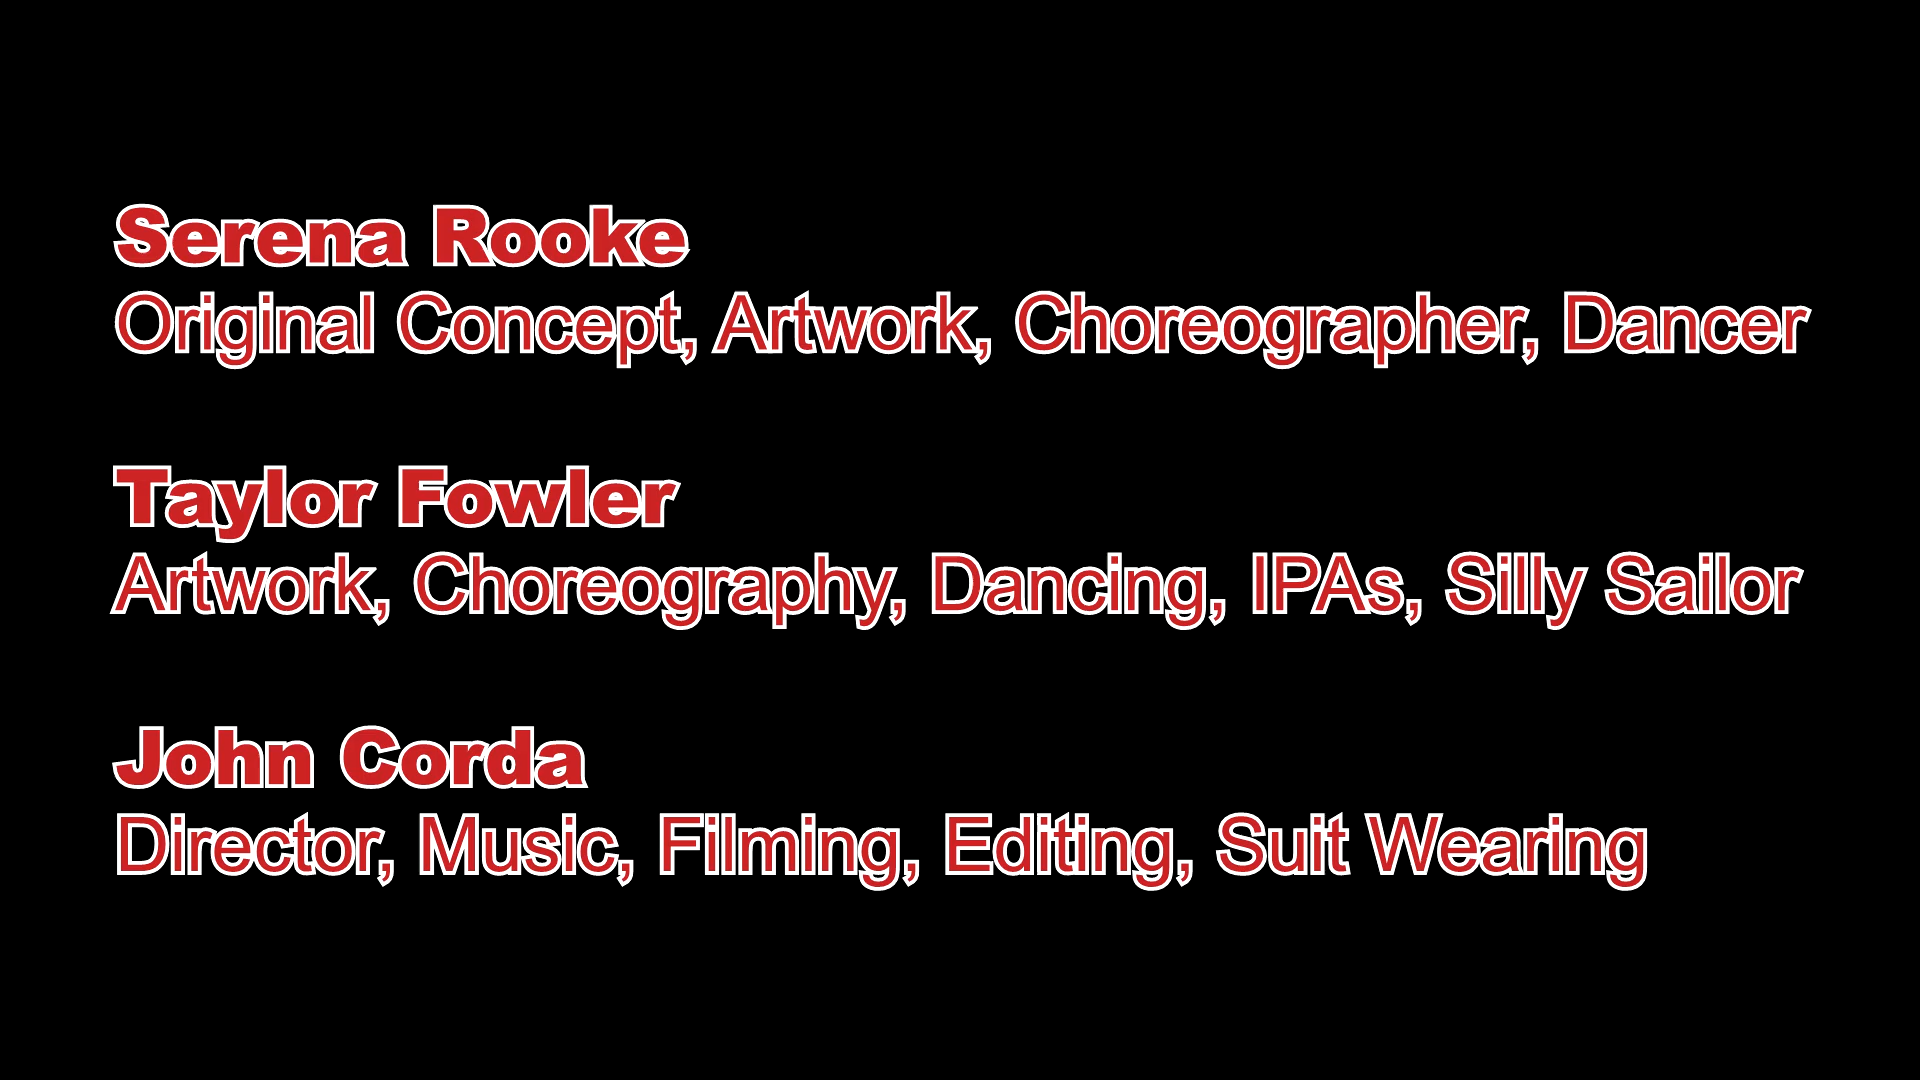 Serena Rooke
Original Concept, Artwork, Choreographer, Dancer
Taylor Fowler
Artwork, Choreography, Dancing, IPAs, Silly Sailor
John Corda
Director, Music, Filming, Editing, Suit Wearing